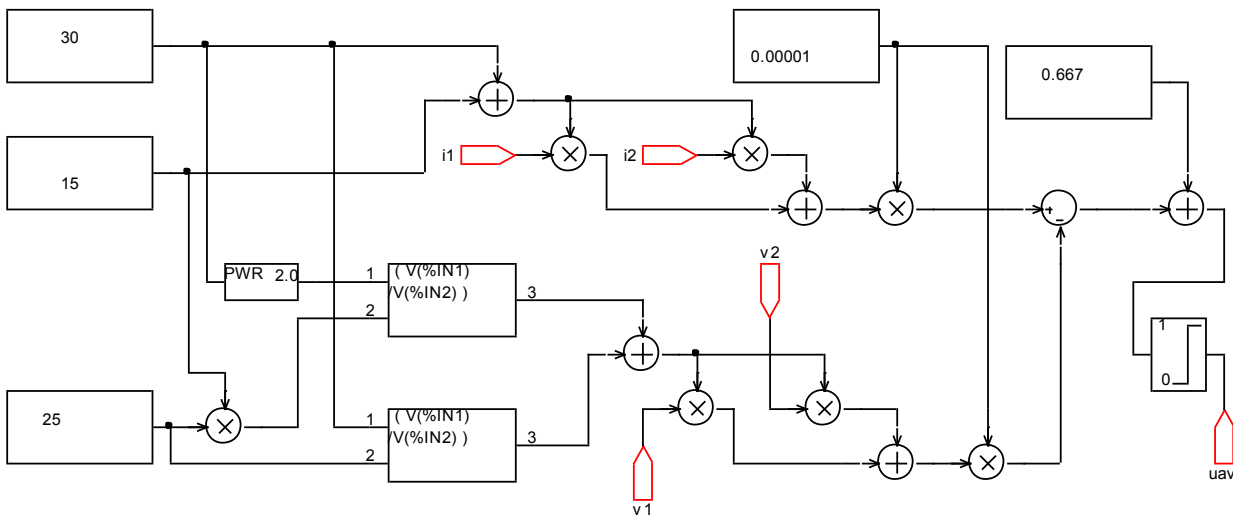 30
0.00001
0.667
15
i1
i2
+
-
v2
PWR 2.0
1
( V(%IN1)
/V(%IN2) )
2
3
1
0
25
1
( V(%IN1)
/V(%IN2) )
2
3
v1
uav